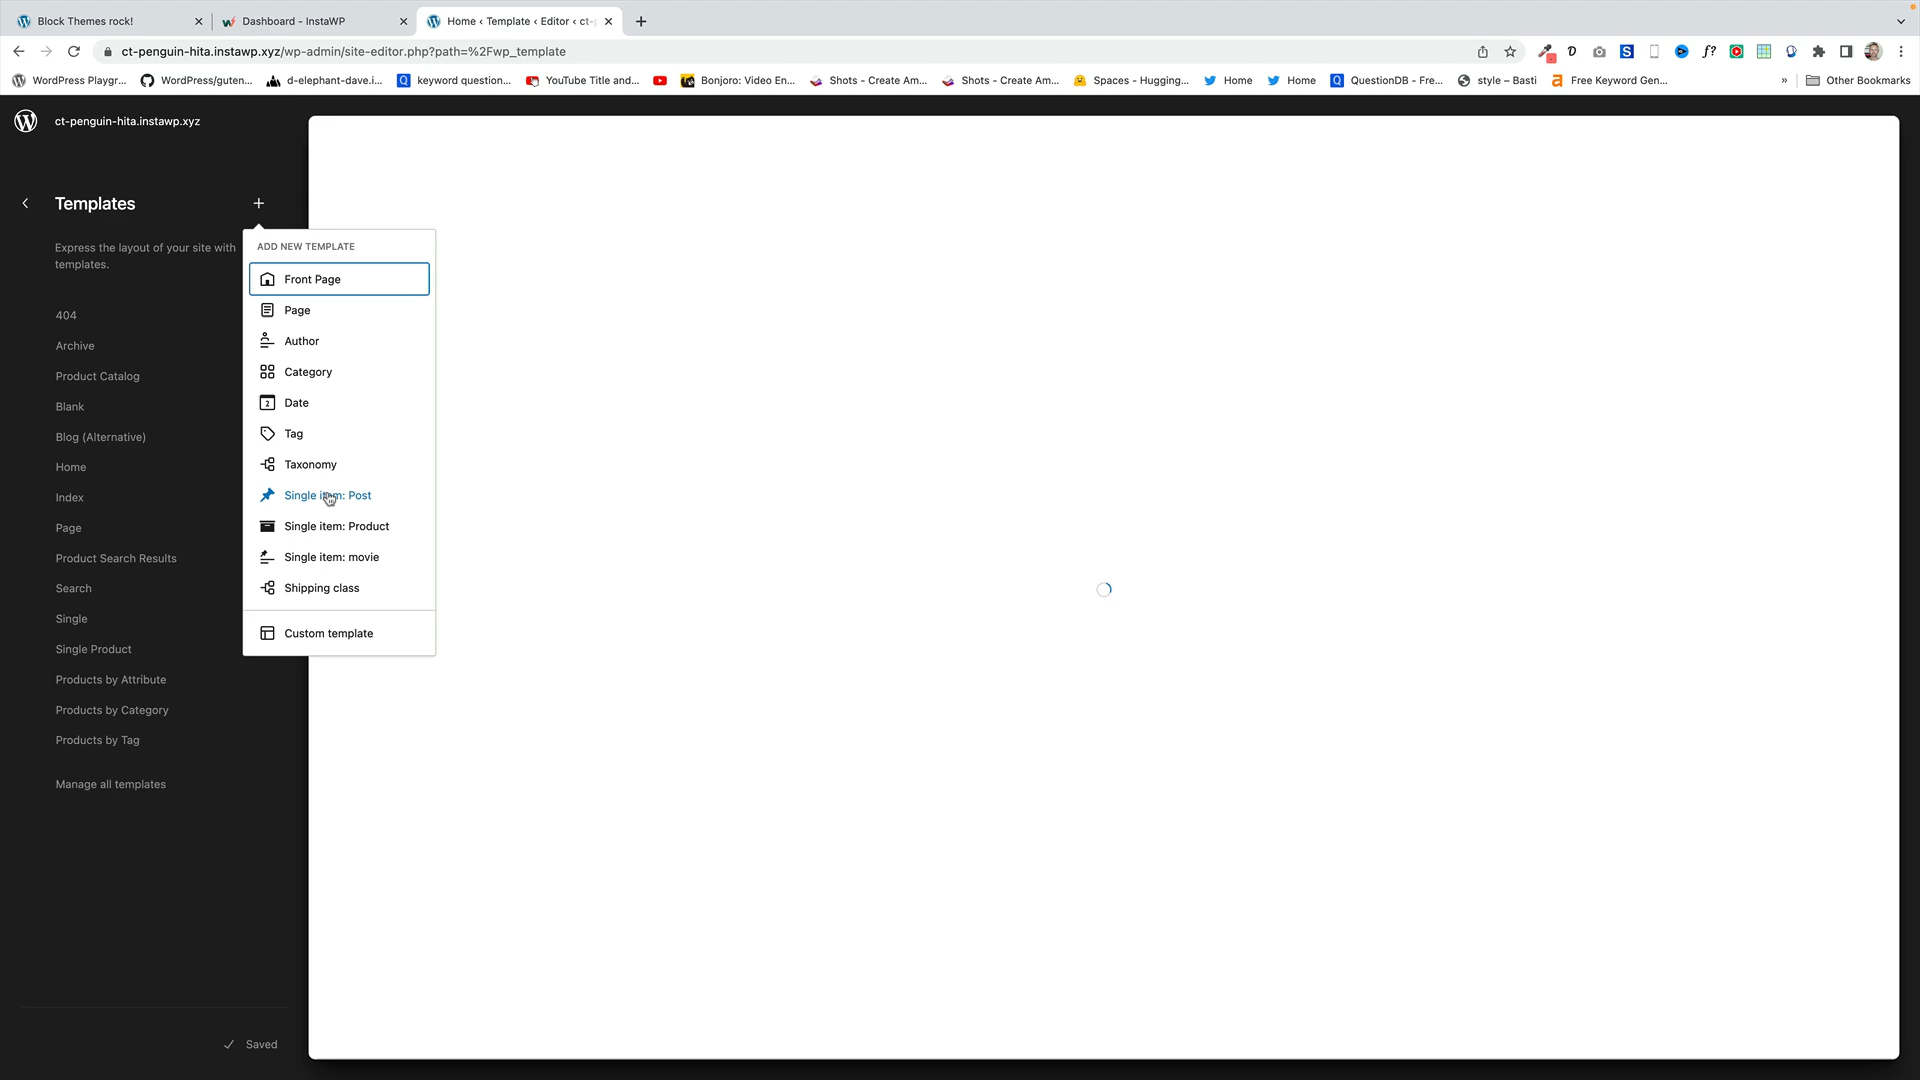 Block Themes rock!
Dashboard - InstaWP
Home ‹ Template ‹ Editor ‹ ct-
ct-penguin-hita.instawp.xyz/wp-admin/site-editor.php?path=%2Fwp_template
WordPress Playgr...
WordPress/guten...
d-elephant-dave.i...
keyword question...
YouTube Title and...
Bonjoro: Video En...
Shots - Create Am...
Shots - Create Am...
Spaces - Hugging...
Home
Home
QuestionDB - Fre...
style – Basti
Free Keyword Gen...
»
Other Bookmarks
ct-penguin-hita.instawp.xyz
Templates
Express the layout of your site with
templates.
404
Archive
Product Catalog
Blank
Blog (Alternative)
Home
Index
Page
Product Search Results
Search
Single
Single Product
Products by Attribute
Products by Category
Products by Tag
Manage all templates
Saved
ADD NEW TEMPLATE
Front Page
Page
Author
Category
Date
Tag
Taxonomy
Single item: Post
Single item: Product
Single item: movie
Shipping class
Custom template